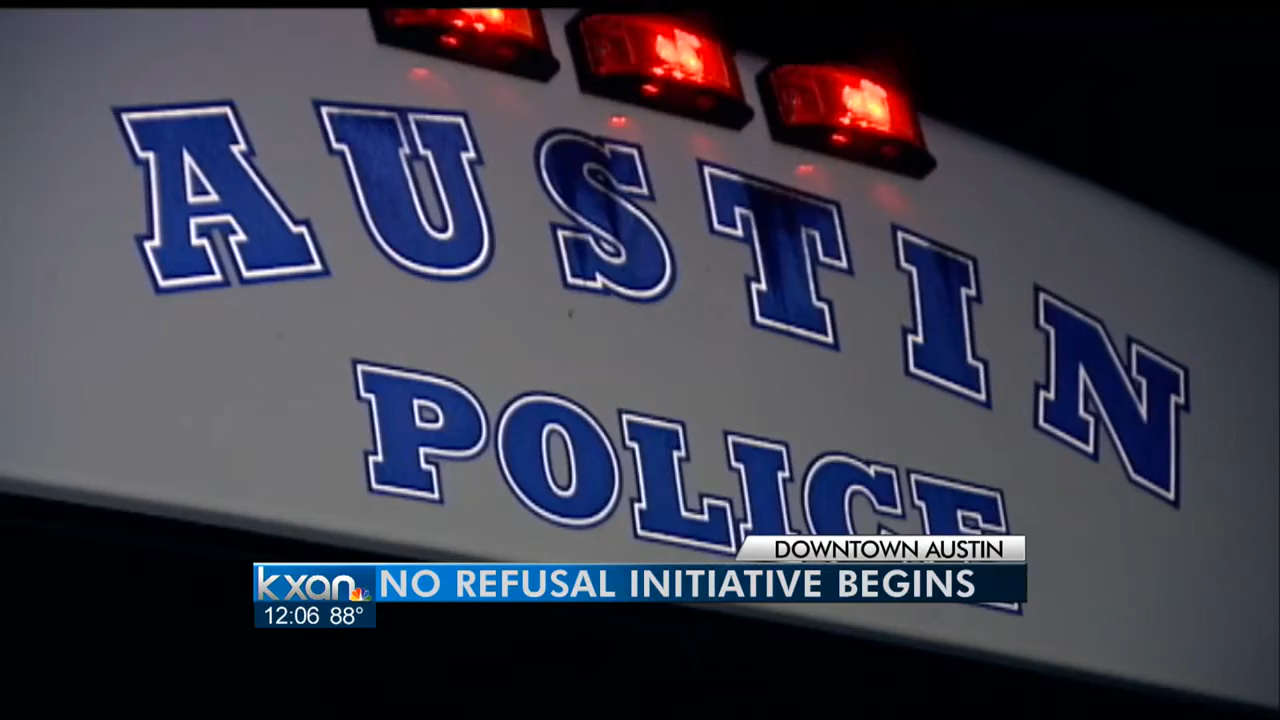 AUSTIN
POLICE
DOWNTOWN AUSTIN
kxan NO REFUSAL INITIATIVE BEGINS
12:06 88°